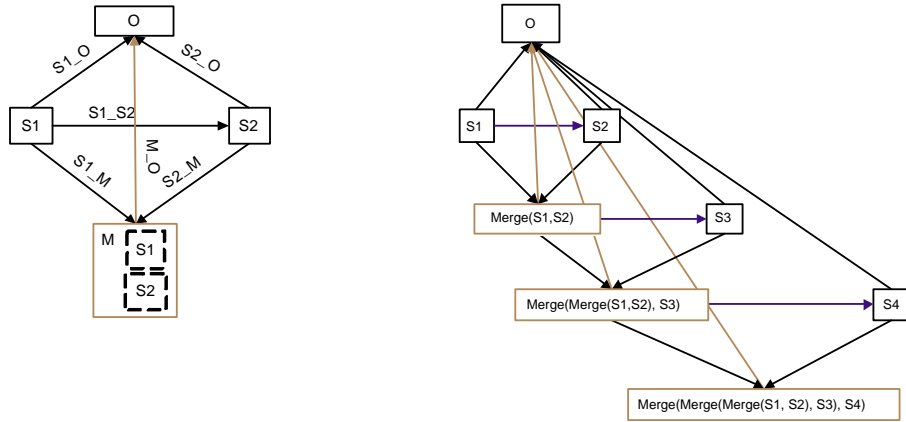 O
S1_O
S2_O
S1
S1_S2
S2
S1_M
M_O
S2_M
M
S1
S2
O
S1
S2
Merge(S1,S2)
S3
Merge(Merge(S1,S2), S3)
S4
Merge(Merge(Merge(S1, S2), S3), S4)